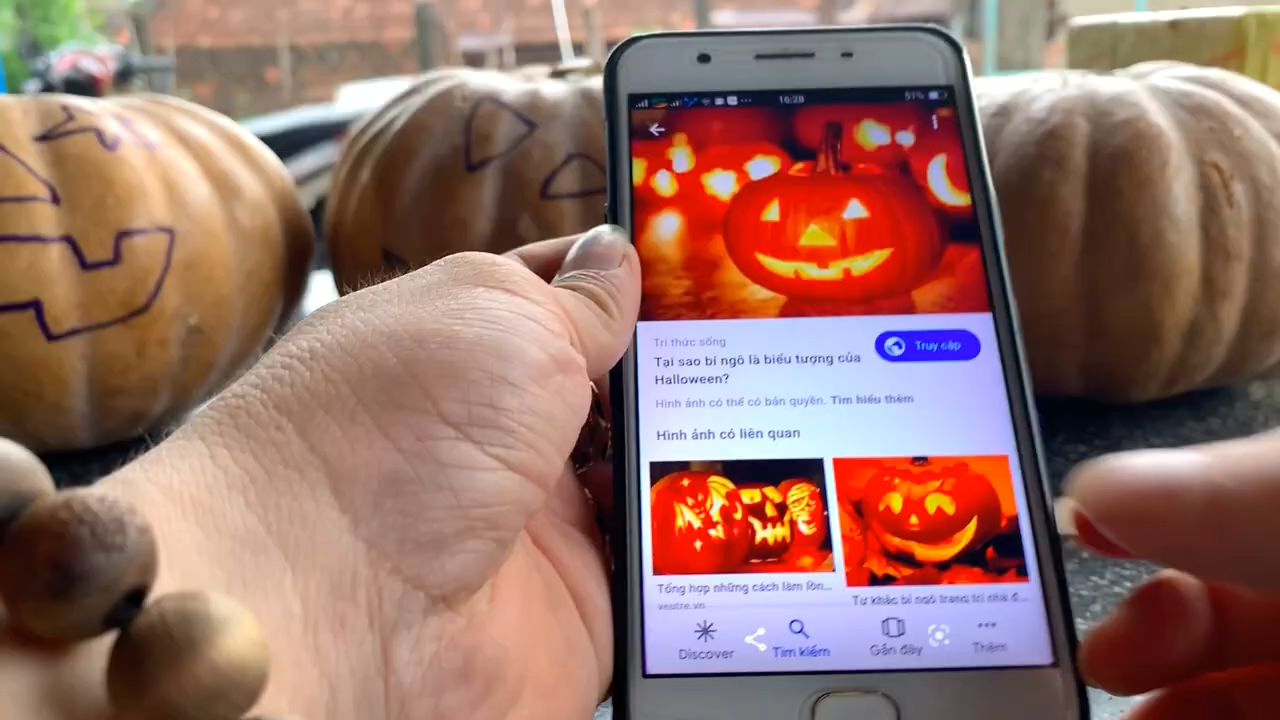 16:28
51%
Tri thức sống
Tại sao bí ngô là biểu tượng của
Halloween?
Truy cập
Hình ảnh có thể có bản quyền. Tìm hiểu thêm
Hình ảnh có liên quan
Tổng hợp những cách làm lồn...
veutre.vn
Tự khắc bí ngô trang trí nhà đ...
Discover
Tìm kiếm
Gần đây
Thêm